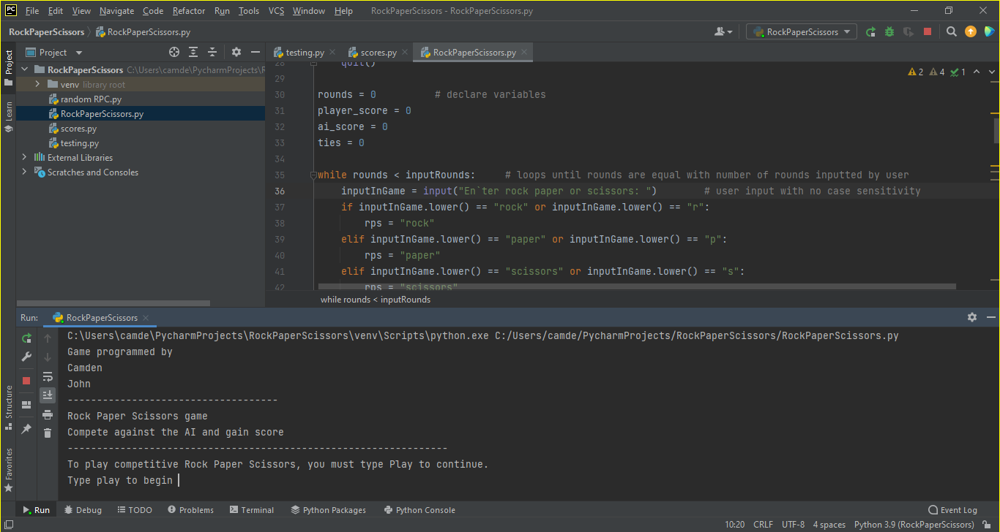 PC File Edit View Navigate Code Refactor Run Tools VCS Window Help RockPaperScissors - RockPaperScissors.py
RockPaperScissors RockPaperScissors.py RockPaperScissors
Project
testing.py scores.py RockPaperScissors.py
Project
RockPaperScissors C:\Users\camde\PycharmProjects\R
venv library root
random RPC.py
RockPaperScissors.py
scores.py
testing.py
External Libraries
Scratches and Consoles
Learn
Structure
Favorites
2 4 1
28 quit()
29
30 rounds = 0 # declare variables
31 player_score = 0
32 ai_score = 0
33 ties = 0
34
35 while rounds < inputRounds: # loops until rounds are equal with number of rounds inputted by user
36 inputInGame = input("En`ter rock paper or scissors: ") # user input with no case sensitivity
37 if inputInGame.lower() == "rock" or inputInGame.lower() == "r":
38 rps = "rock"
39 elif inputInGame.lower() == "paper" or inputInGame.lower() == "p":
40 rps = "paper"
41 elif inputInGame.lower() == "scissors" or inputInGame.lower() == "s":
42 rps = "scissors"
while rounds < inputRounds
Run: RockPaperScissors
C:\Users\camde\PycharmProjects\RockPaperScissors\venv\Scripts\python.exe C:/Users/camde/PycharmProjects/RockPaperScissors/RockPaperScissors.py
Game programmed by
Camden
John
------------------------------------
Rock Paper Scissors game
Compete against the AI and gain score
-----------------------------------------------------------------
To play competitive Rock Paper Scissors, you must type Play to continue.
Type play to begin
Run Debug TODO Problems Terminal Python Packages Python Console Event Log
10:20 CRLF UTF-8 4 spaces Python 3.9 (RockPaperScissors)